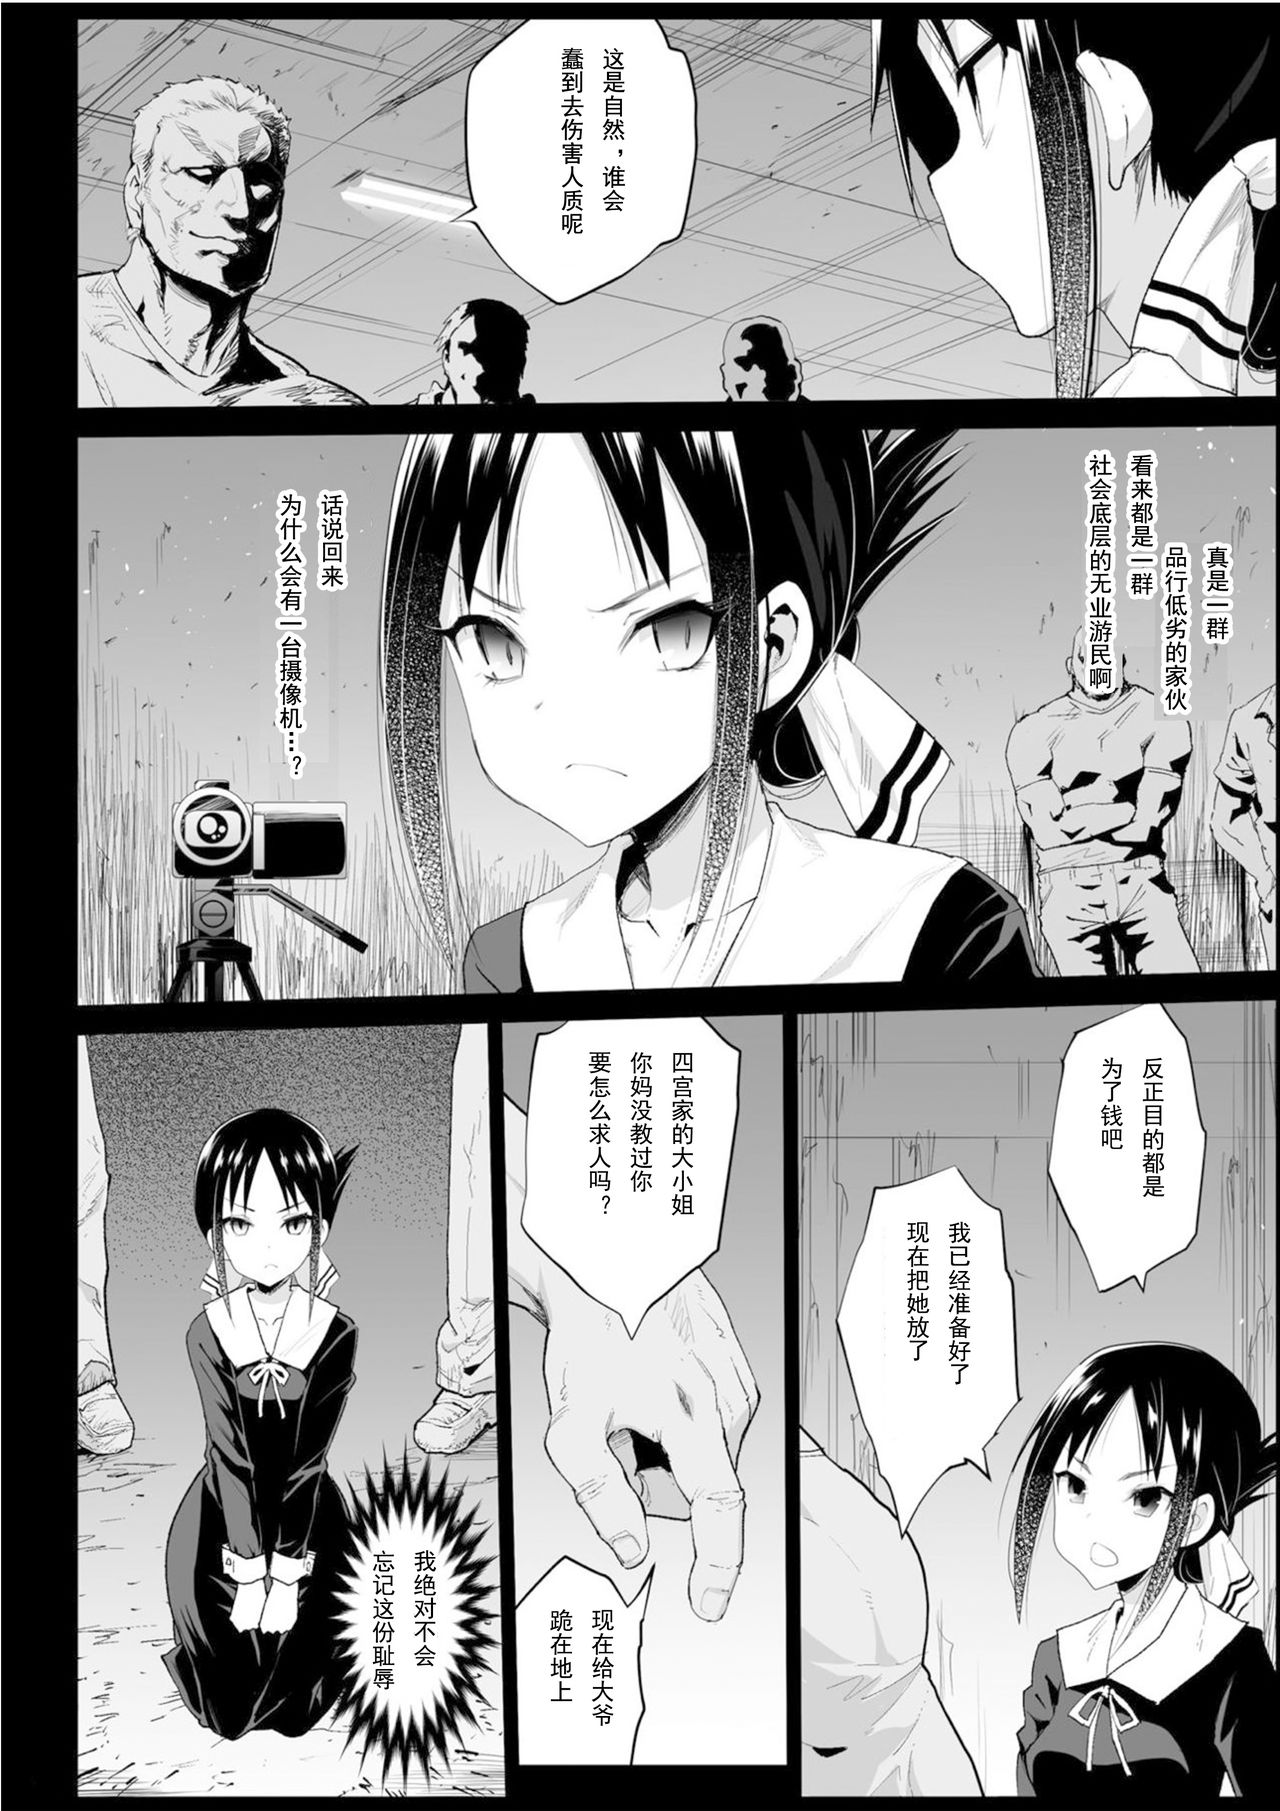 这是自然，谁会
蠢到去伤害人质呢
真是一群
品行低劣的家伙
看来都是一群
社会底层的无业游民啊
话说回来
为什么会有一台摄像机…？
反正目的都是
为了钱吧
我已经准备好了
现在把她放了
四宫家的大小姐
你妈没教过你
要怎么求人吗？
现在给大爷
跪在地上
我绝对不会
忘记这份耻辱